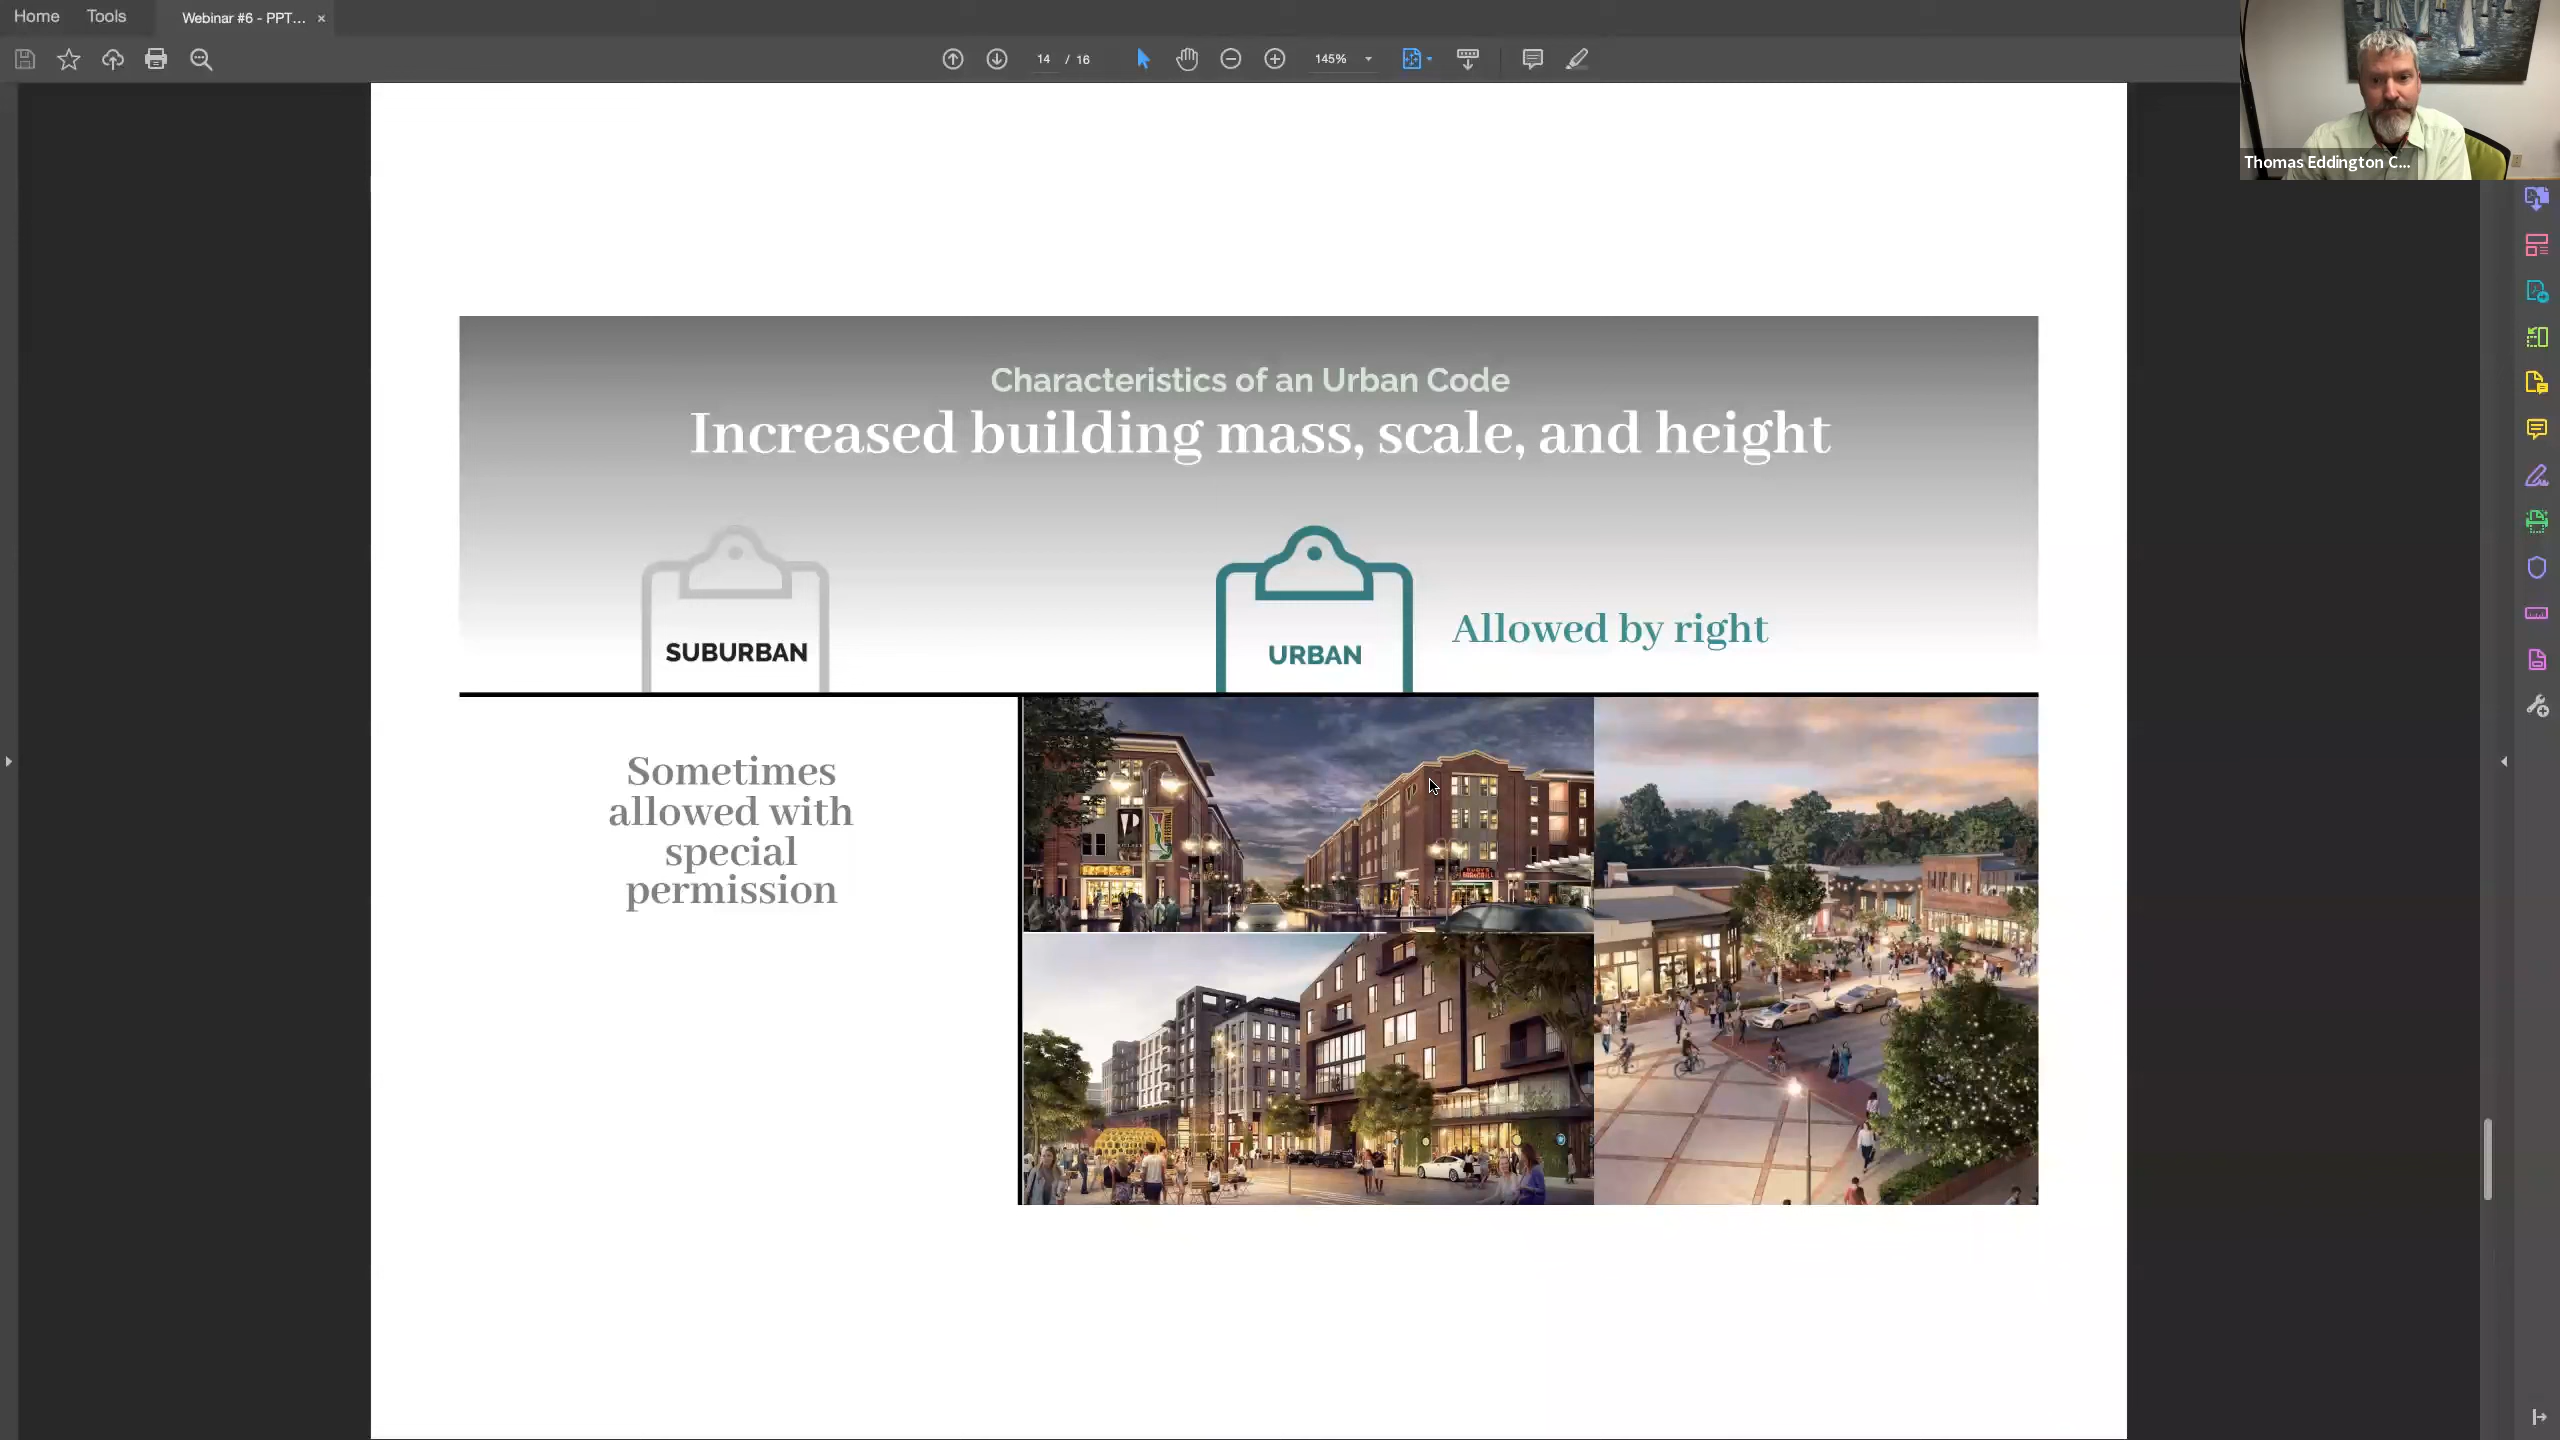 Home
Tools
Webinar #6 - PPT...
14 / 16
145%
Thomas Eddington C...
Characteristics of an Urban Code
Increased building mass, scale, and height
SUBURBAN
URBAN
Allowed by right
Sometimes
allowed with
special
permission